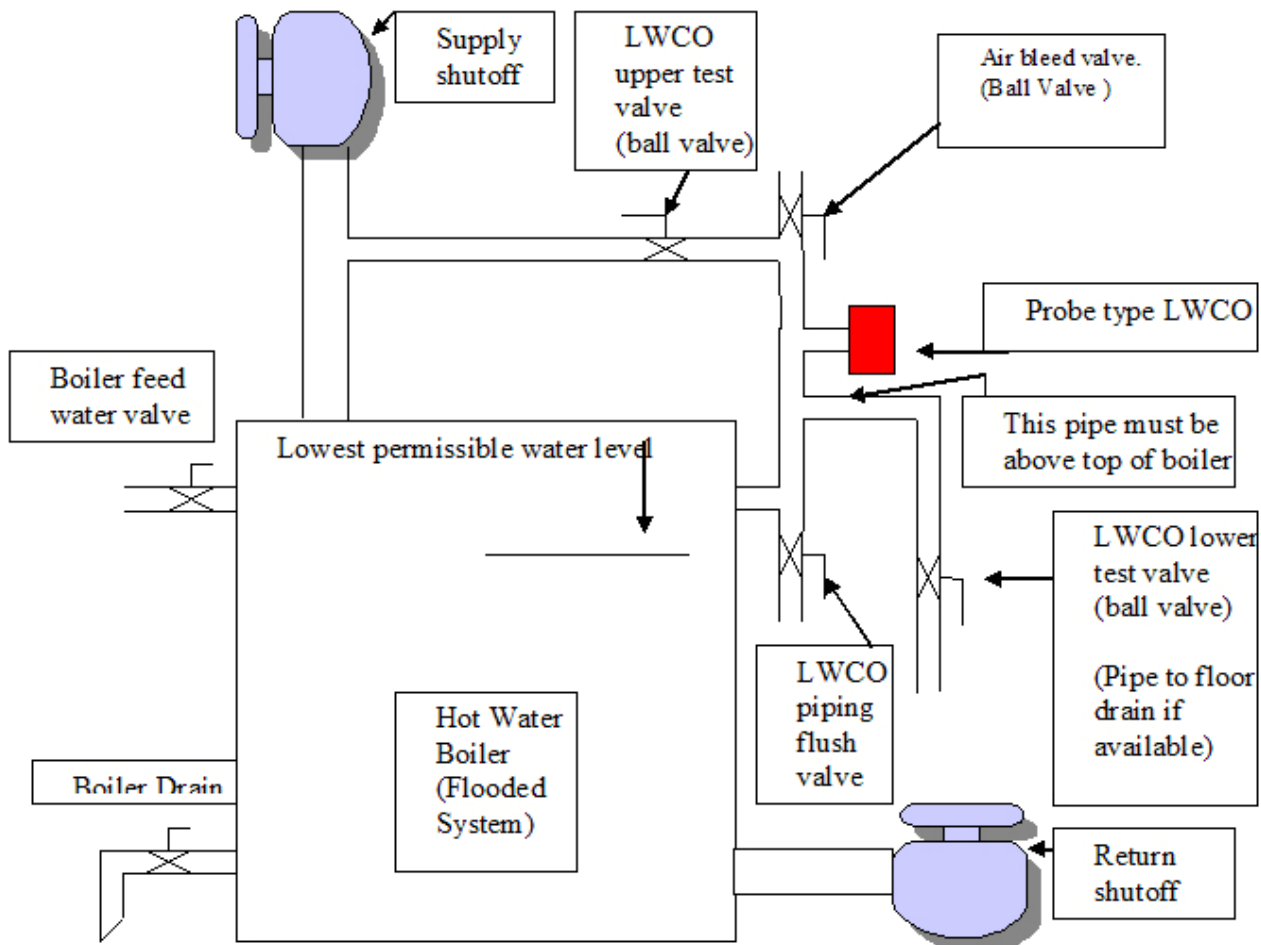 Supply
shutoff
LWCO
upper test
valve
(ball valve)
Air bleed valve.
(Ball Valve )
Probe type LWCO
Boiler feed
water valve
This pipe must be
above top of boiler
Lowest permissible water level
LWCO lower
test valve
(ball valve)
(Pipe to floor
drain if
available)
LWCO
piping
flush
valve
Hot Water
Boiler
(Flooded
System)
Boiler Drain
Return
shutoff